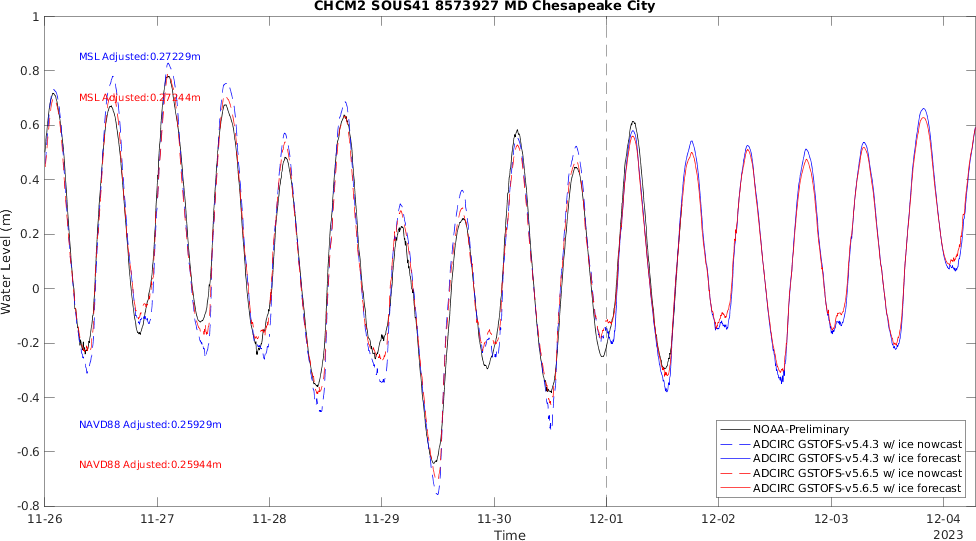 CHCM2 SOUS41 8573927 MD Chesapeake City
1
0.8
0.6
0.4
0.2
0
-0.2
-0.4
-0.6
-0.8
Water Level (m)
MSL Adjusted:0.27229m
MSL Adjusted:0.27944m
NAVD88 Adjusted:0.25929m
NAVD88 Adjusted:0.25944m
NOAA-Preliminary
ADCIRC GSTOFS-v5.4.3 w/ ice nowcast
ADCIRC GSTOFS-v5.4.3 w/ ice forecast
ADCIRC GSTOFS-v5.6.5 w/ ice nowcast
ADCIRC GSTOFS-v5.6.5 w/ ice forecast
11-26 11-27 11-28 11-29 11-30 12-01 12-02 12-03 12-04
Time
2023